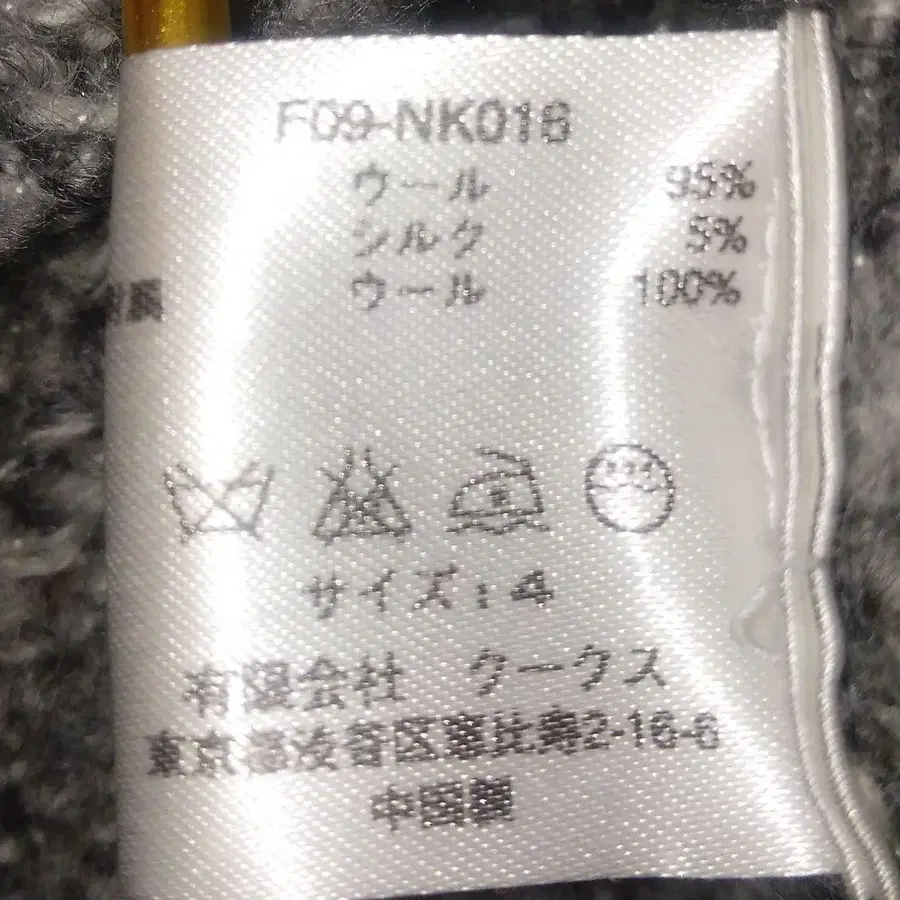 F09-NK016
ウール 95%
シルク 5%
ウール 100%
サイズ:4
有限会社 クークス
東京都渋谷区恵比寿2-16-6
中国製